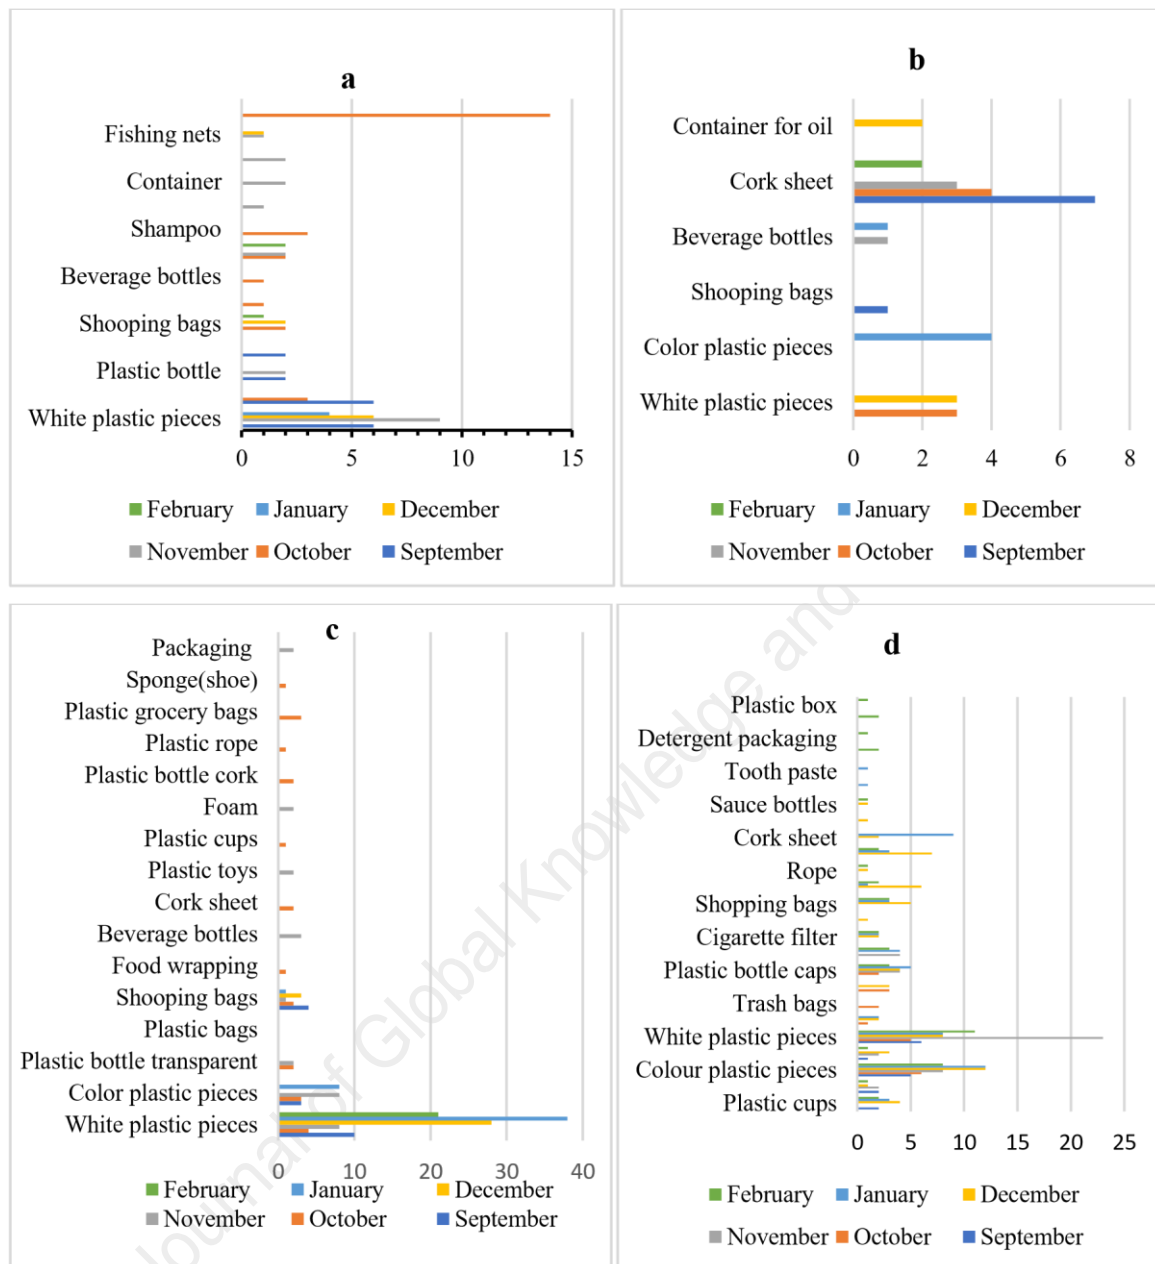 a
Fishing nets
Container
Shampoo
Beverage bottles
Shooping bags
Plastic bottle
White plastic pieces
0 5 10 15
February January December
November October September
b
Container for oil
Cork sheet
Beverage bottles
Shooping bags
Color plastic pieces
White plastic pieces
0 2 4 6 8
February January December
November October September
c
Packaging
Sponge(shoe)
Plastic grocery bags
Plastic rope
Plastic bottle cork
Foam
Plastic cups
Plastic toys
Cork sheet
Beverage bottles
Food wrapping
Shooping bags
Plastic bags
Plastic bottle transparent
Color plastic pieces
White plastic pieces
0 10 20 30 40
February January December
November October September
d
Plastic box
Detergent packaging
Tooth paste
Sauce bottles
Cork sheet
Rope
Shopping bags
Cigarette filter
Plastic bottle caps
Trash bags
White plastic pieces
Colour plastic pieces
Plastic cups
0 5 10 15 20 25
February January December
November October September
Journal of Global Knowledge and